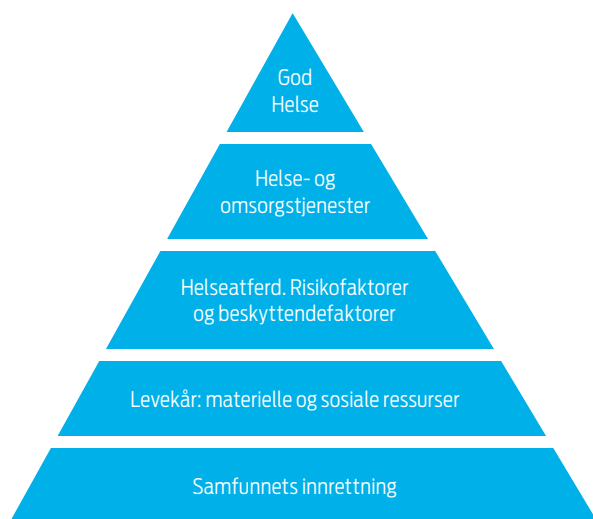 God
Helse
Helse- og
omsorgstjenester
Helseatferd. Risikofaktorer
og beskyttendefaktorer
Levekår: materielle og sosiale ressurser
Samfunnets innrettning